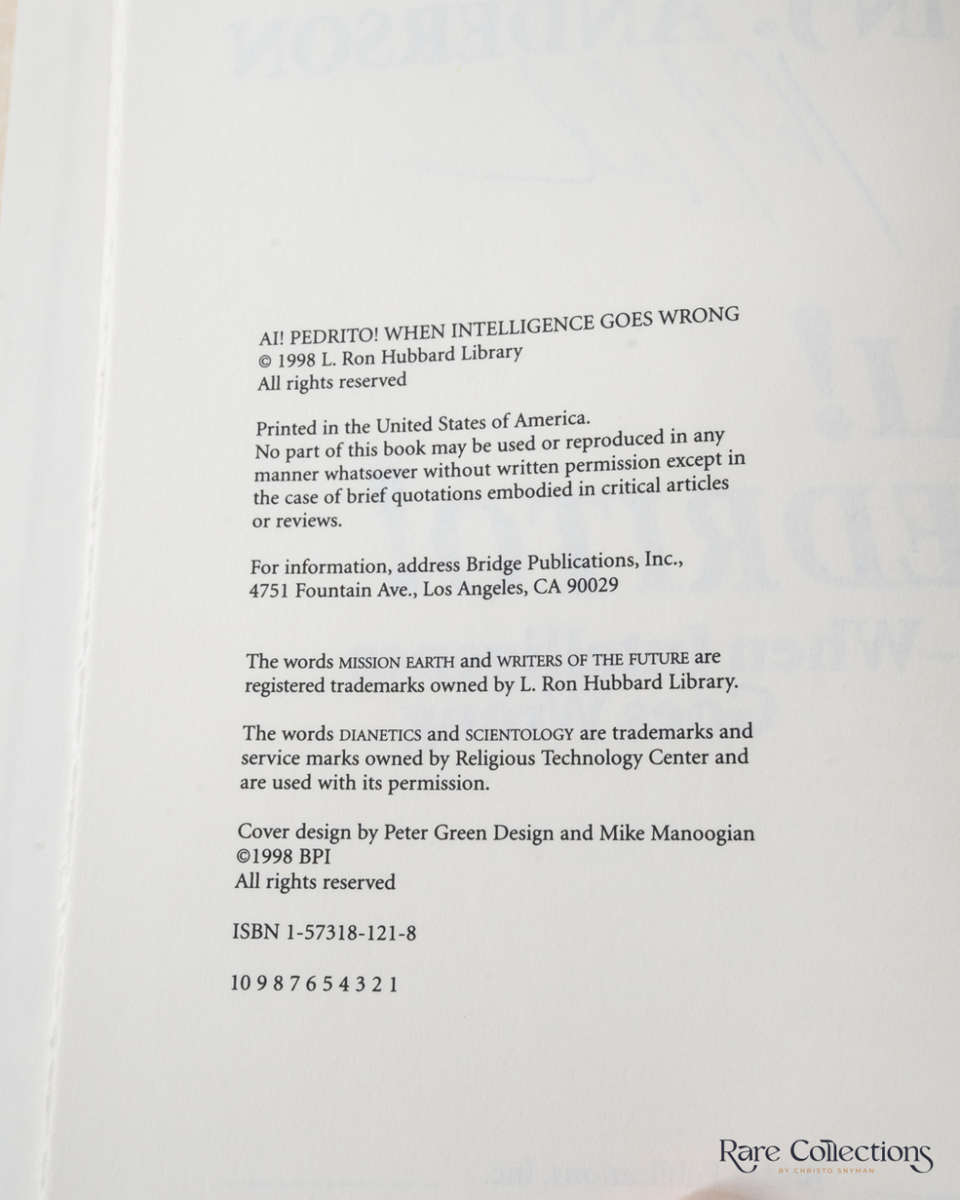 AI! PEDRITO! WHEN INTELLIGENCE GOES WRONG
© 1998 L. Ron Hubbard Library
All rights reserved
Printed in the United States of America.
No part of this book may be used or reproduced in any
manner whatsoever without written permission except in
the case of brief quotations embodied in critical articles
or reviews.
For information, address Bridge Publications, Inc.,
4751 Fountain Ave., Los Angeles, CA 90029
The words MISSION EARTH and WRITERS OF THE FUTURE are
registered trademarks owned by L. Ron Hubbard Library.
The words DIANETICS and SCIENTOLOGY are trademarks and
service marks owned by Religious Technology Center and
are used with its permission.
Cover design by Peter Green Design and Mike Manoogian
©1998 BPI
All rights reserved
ISBN 1-57318-121-8
10 9 8 7 6 5 4 3 2 1
Rare Collections
BY CHRISTO SNYMAN